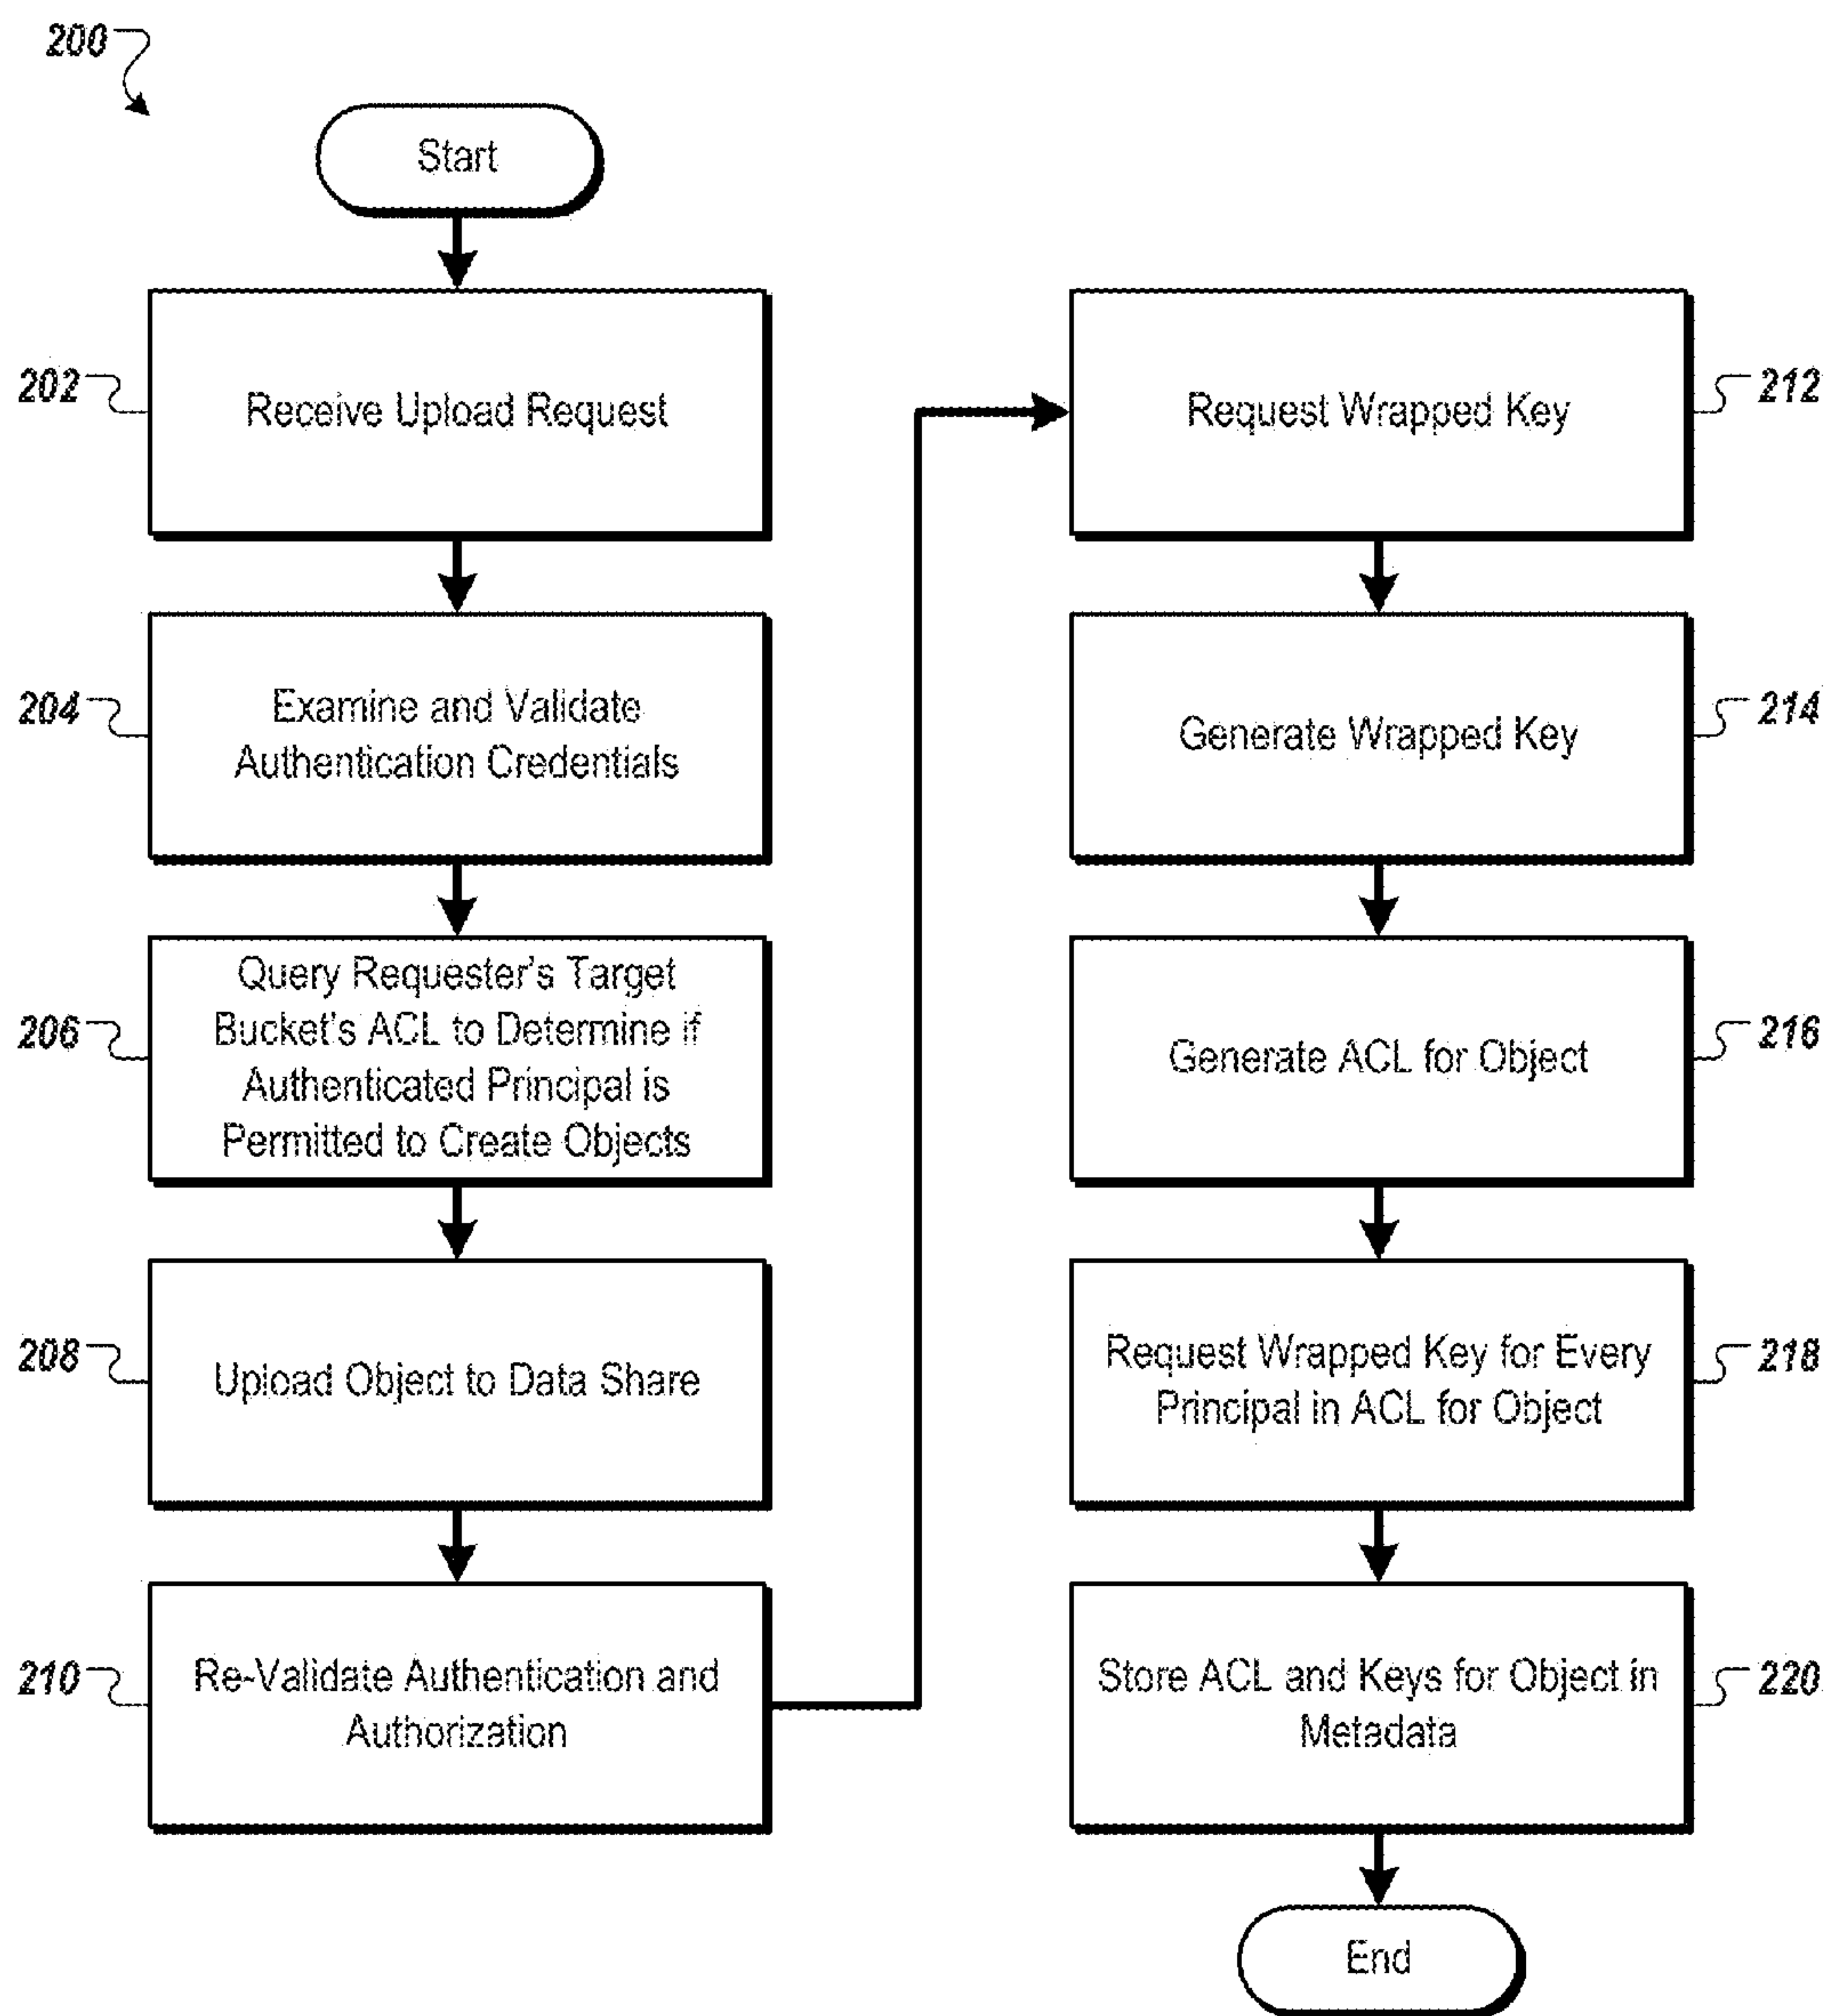 200
Start
202
Receive Upload Request
204
Examine and Validate
Authentication Credentials
206
Query Requester's Target
Bucket's ACL to Determine if
Authenticated Principal is
Permitted to Create Objects
208
Upload Object to Data Share
210
Re-Validate Authentication and
Authorization
Request Wrapped Key
212
Generate Wrapped Key
214
Generate ACL for Object
216
Request Wrapped Key for Every
Principal in ACL for Object
218
Store ACL and Keys for Object in
Metadata
220
End